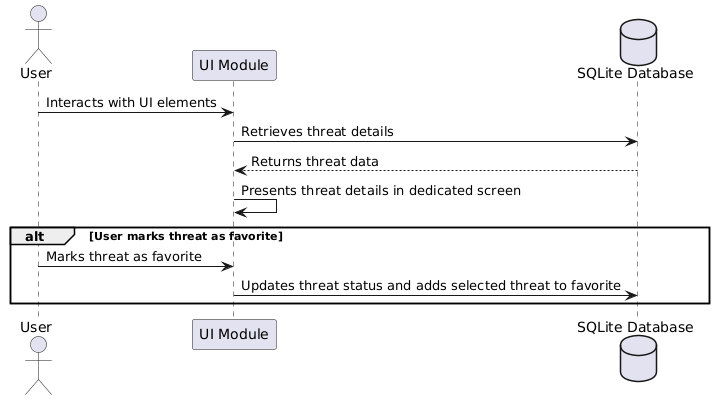 User
UI Module
SQLite Database
Interacts with UI elements
Retrieves threat details
Returns threat data
Presents threat details in dedicated screen
alt [User marks threat as favorite]
Marks threat as favorite
Updates threat status and adds selected threat to favorite
User
UI Module
SQLite Database